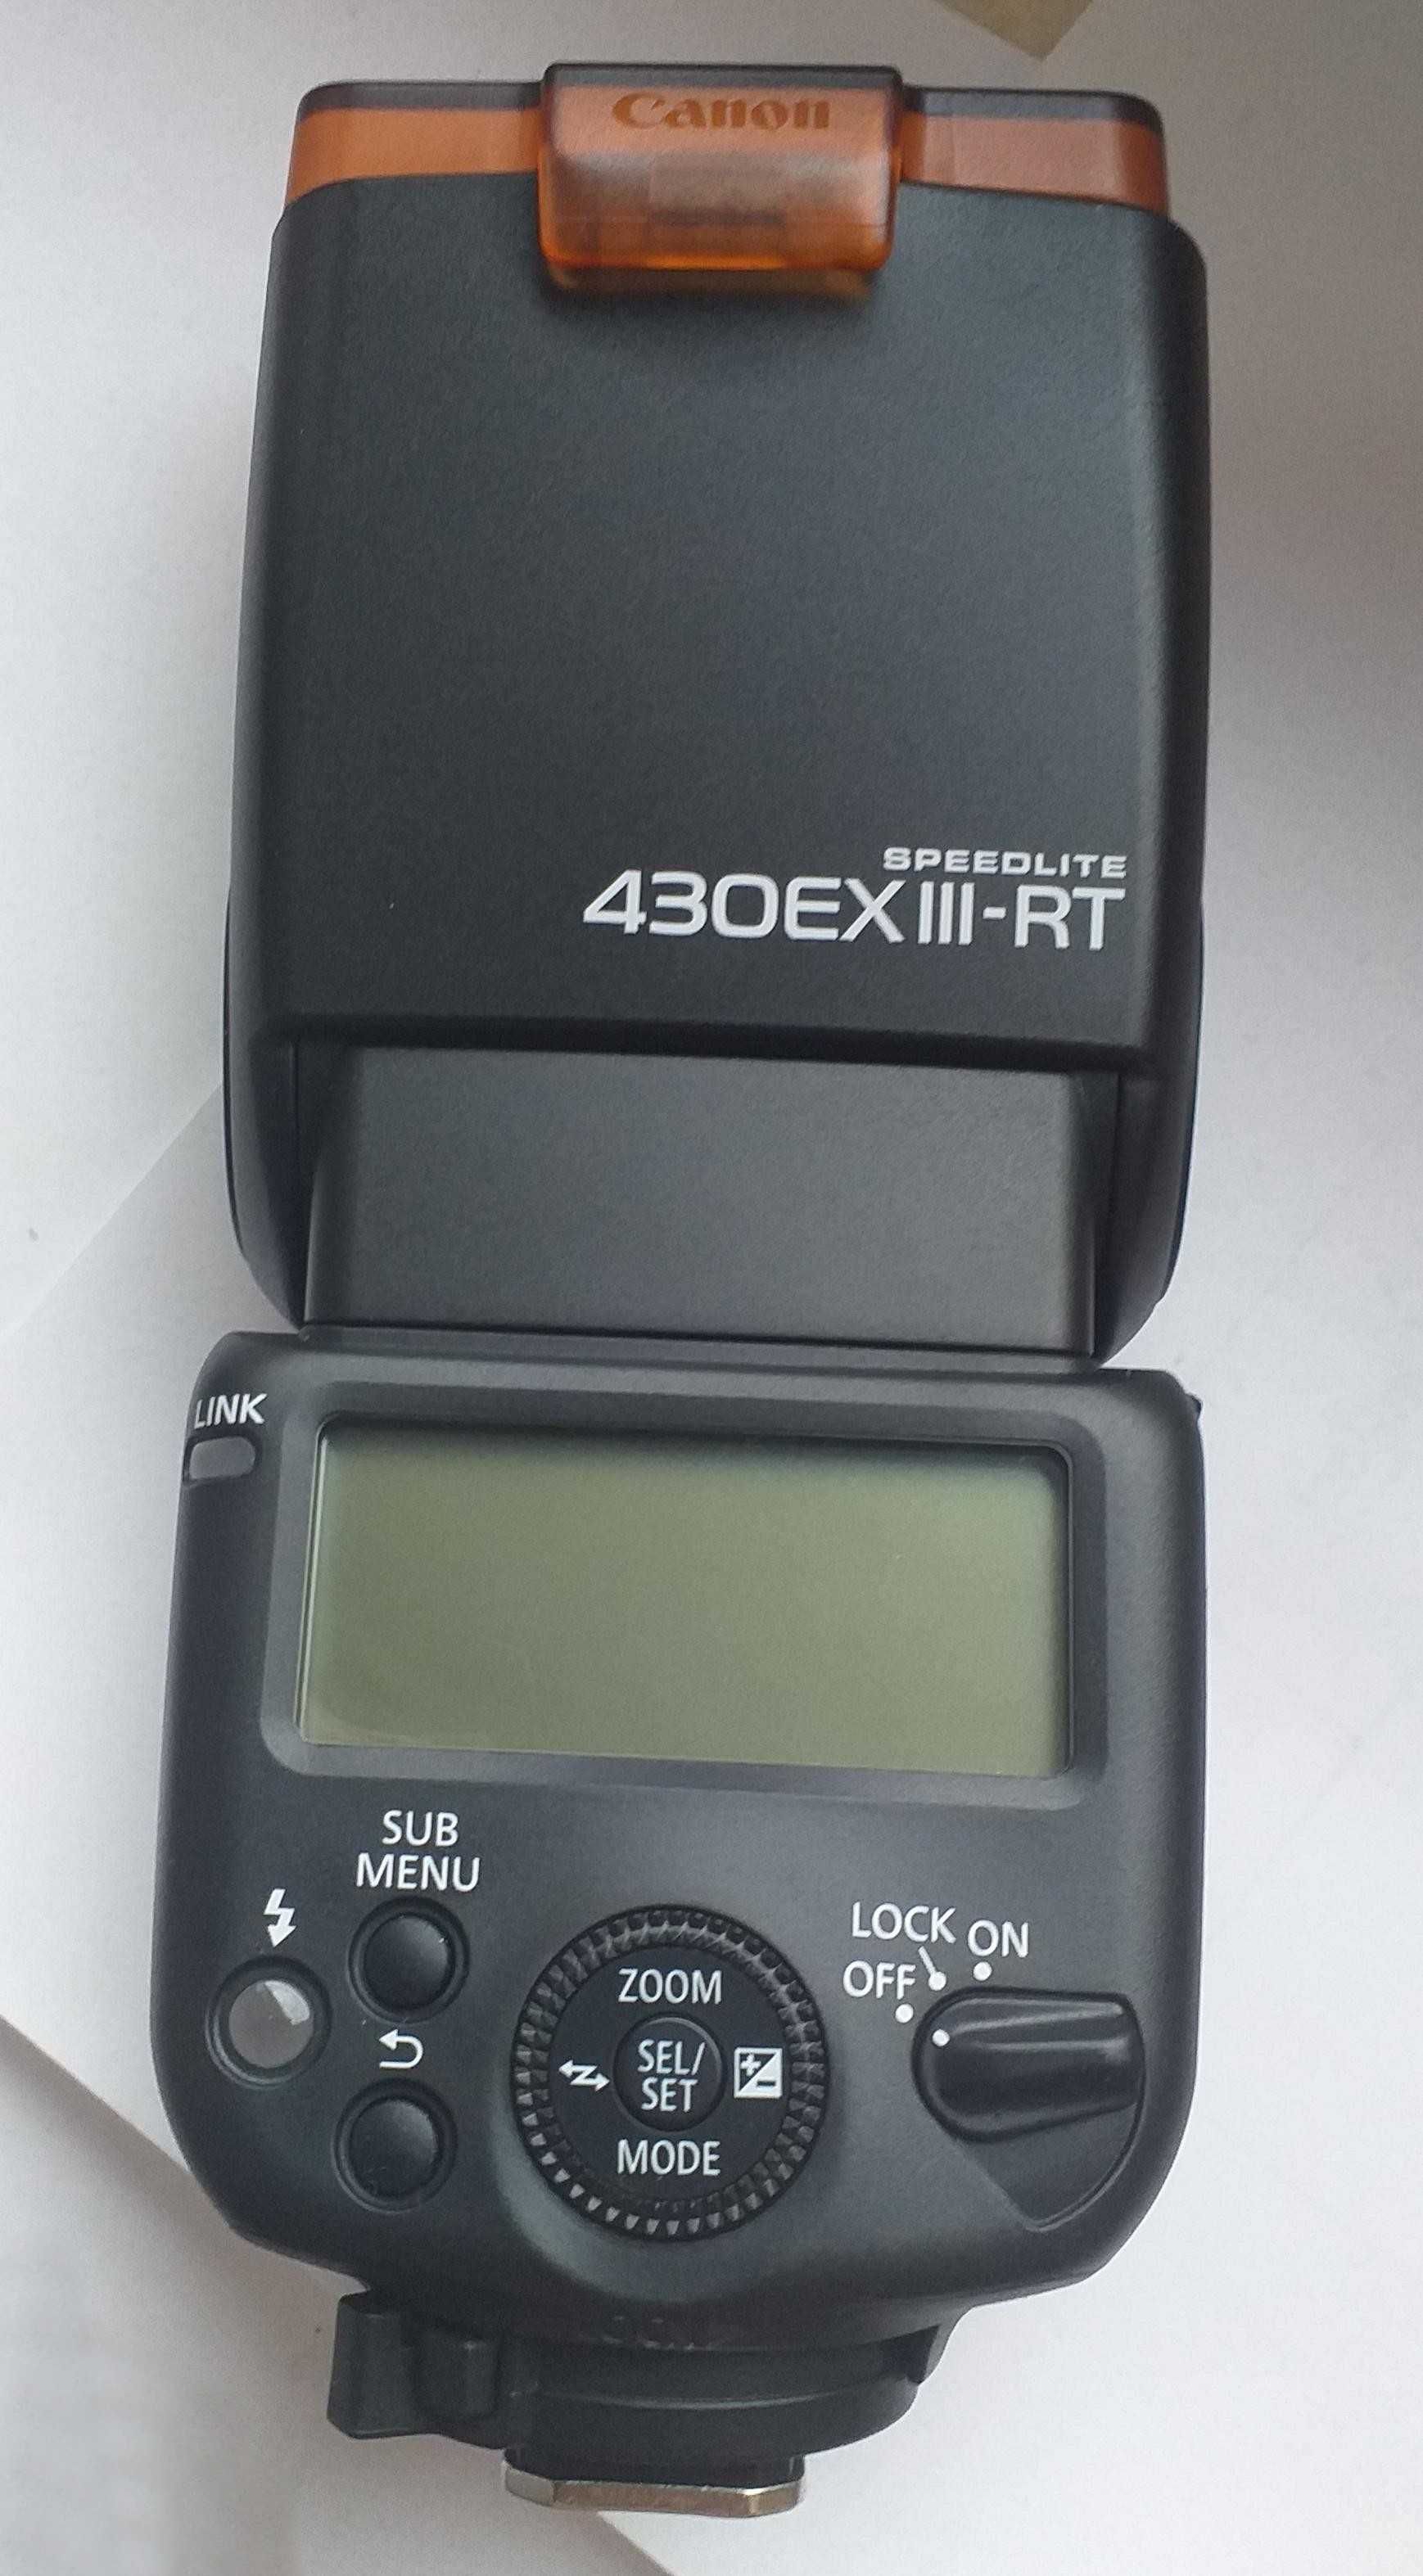 Canon
SPEEDLITE
430EX III-RT
LINK
SUB
MENU
LOCK ON
OFF
ZOOM
SEL/
SET
MODE